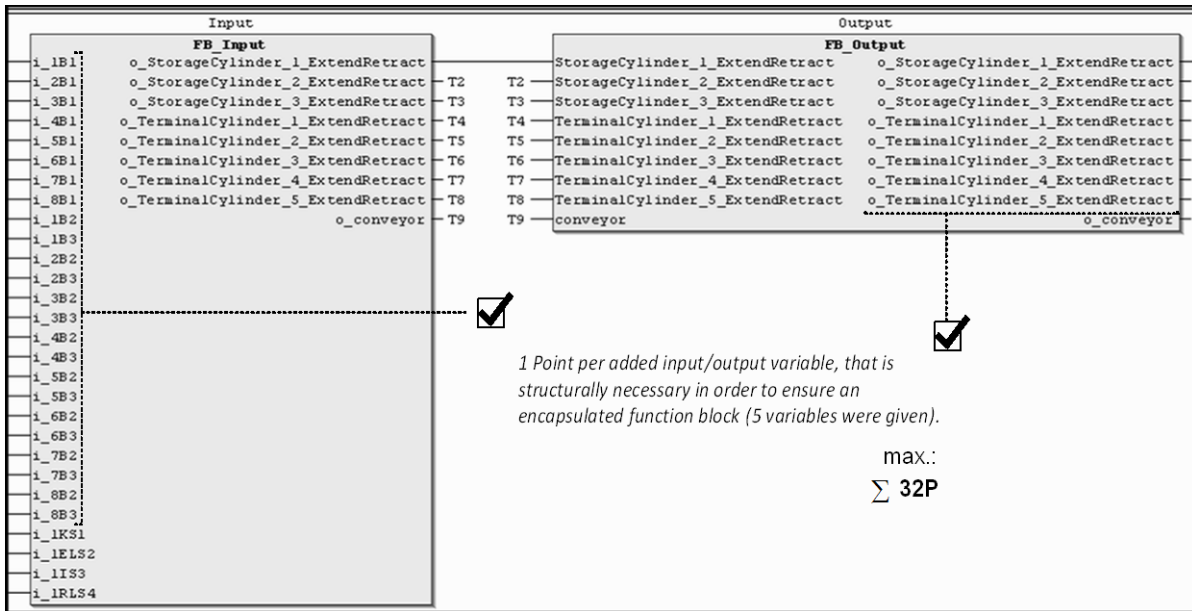 Input
FB_Input
i_1B1 o_StorageCylinder_1_ExtendRetract
i_2B1 o_StorageCylinder_2_ExtendRetract T2
i_3B1 o_StorageCylinder_3_ExtendRetract T3
i_4B1 o_TerminalCylinder_1_ExtendRetract T4
i_5B1 o_TerminalCylinder_2_ExtendRetract T5
i_6B1 o_TerminalCylinder_3_ExtendRetract T6
i_7B1 o_TerminalCylinder_4_ExtendRetract T7
i_8B1 o_TerminalCylinder_5_ExtendRetract T8
i_1B2 o_conveyor T9
i_1B3
i_2B2
i_2B3
i_3B2
i_3B3
i_4B2
i_4B3
i_5B2
i_5B3
i_6B2
i_6B3
i_7B2
i_7B3
i_8B2
i_8B3
i_1KS1
i_1ELS2
i_1IS3
i_1RLS4
Output
FB_Output
StorageCylinder_1_ExtendRetract o_StorageCylinder_1_ExtendRetract
T2 StorageCylinder_2_ExtendRetract o_StorageCylinder_2_ExtendRetract
T3 StorageCylinder_3_ExtendRetract o_StorageCylinder_3_ExtendRetract
T4 TerminalCylinder_1_ExtendRetract o_TerminalCylinder_1_ExtendRetract
T5 TerminalCylinder_2_ExtendRetract o_TerminalCylinder_2_ExtendRetract
T6 TerminalCylinder_3_ExtendRetract o_TerminalCylinder_3_ExtendRetract
T7 TerminalCylinder_4_ExtendRetract o_TerminalCylinder_4_ExtendRetract
T8 TerminalCylinder_5_ExtendRetract o_TerminalCylinder_5_ExtendRetract
T9 conveyor o_conveyor
1 Point per added input/output variable, that is
structurally necessary in order to ensure an
encapsulated function block (5 variables were given).
max.:
∑ 32P